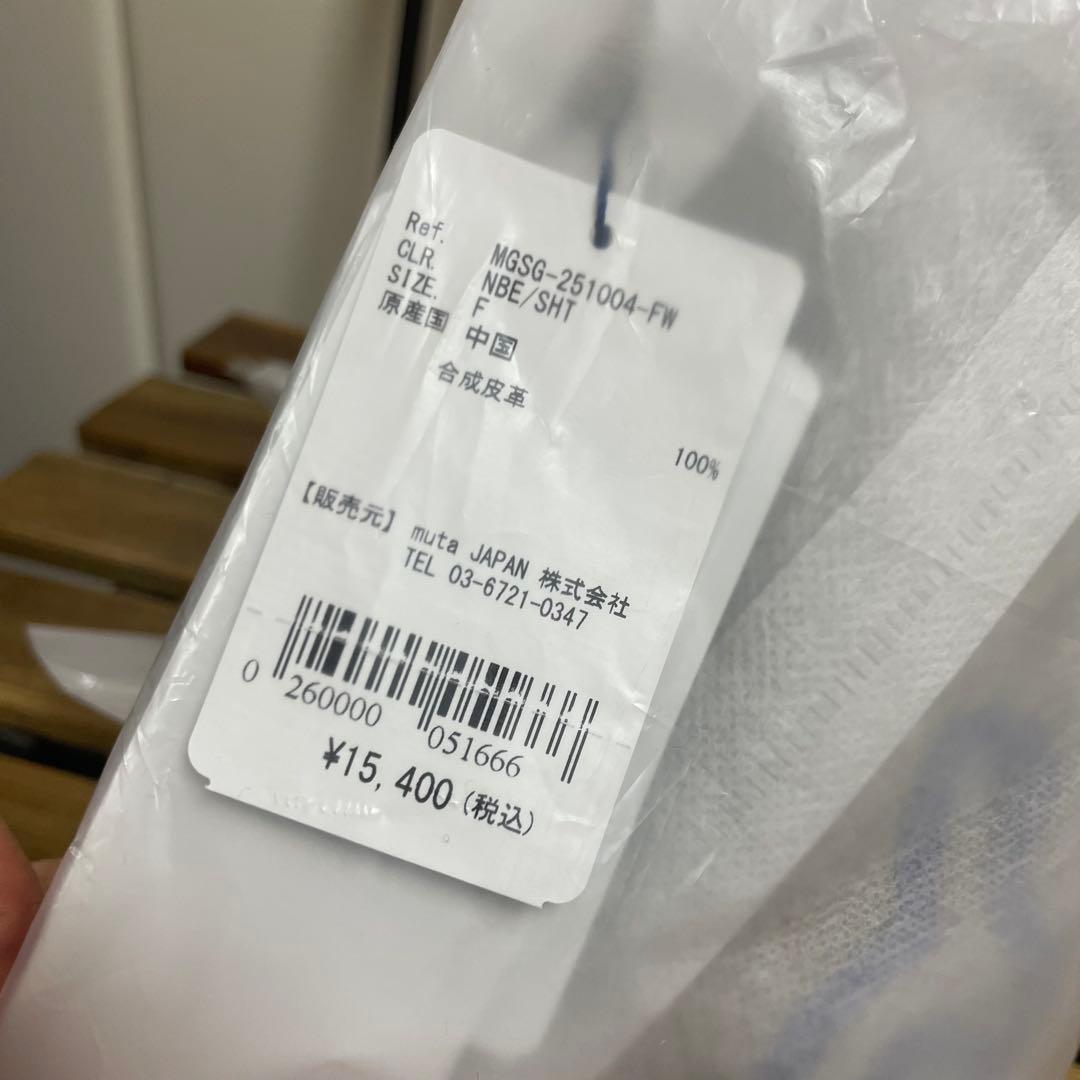 Ref. MGSG-251004-FW
CLR. NBE/SHT
SIZE. F
原産国 中国
合成皮革 100%
【販売元】 muta JAPAN 株式会社
TEL 03-6721-0347
0 260000 051666
¥15,400 (税込)